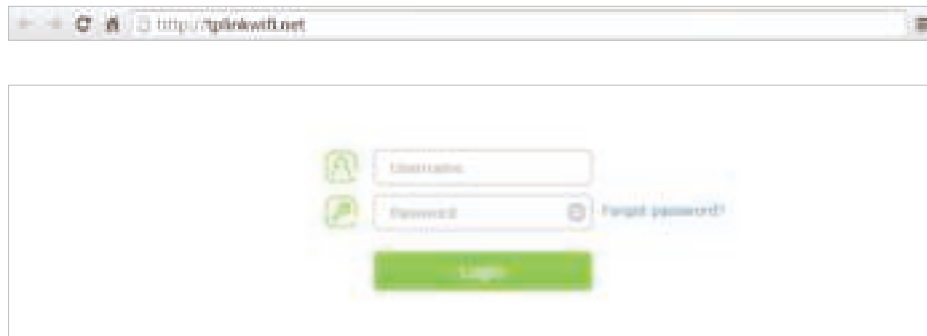 http://tplinkwifi.net
Username
Password
Forgot password?
Login